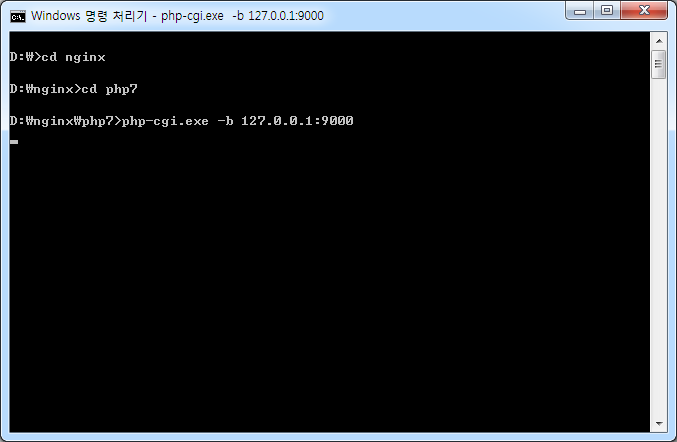 Windows 명령 처리기 - php-cgi.exe  -b 127.0.0.1:9000
D:₩>cd nginx
D:₩nginx>cd php7
D:₩nginx₩php7>php-cgi.exe -b 127.0.0.1:9000